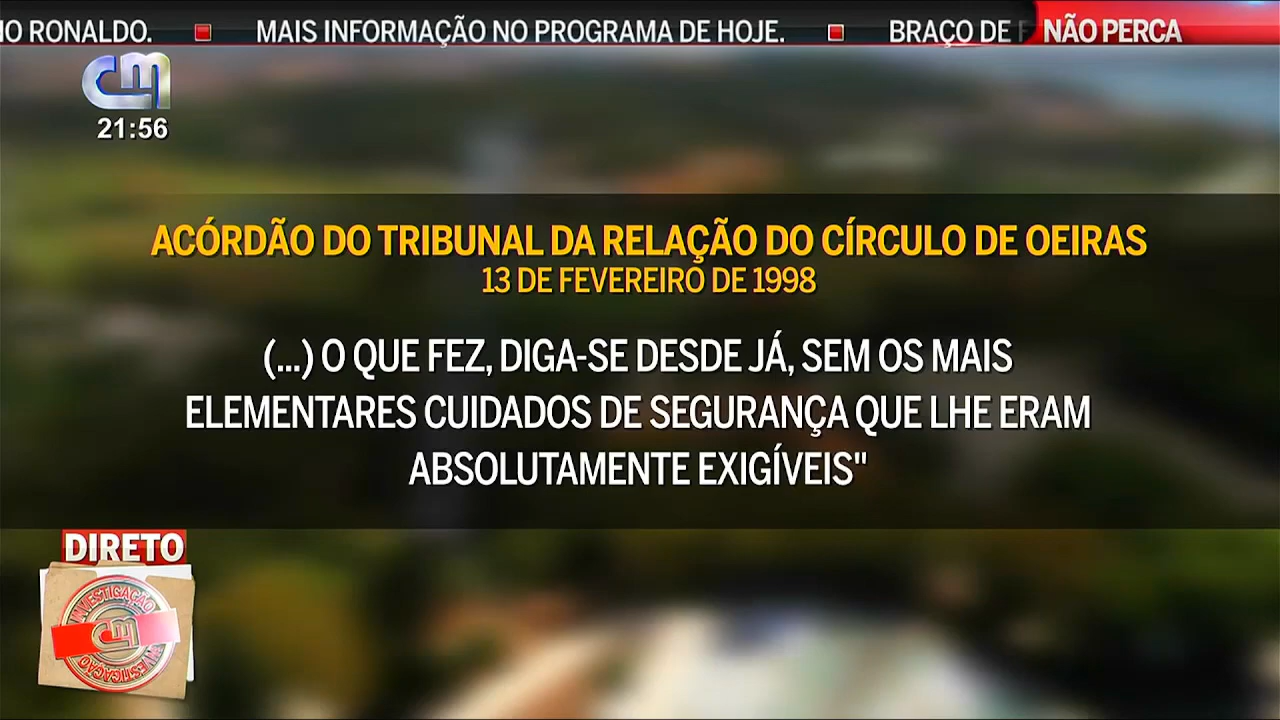 O RONALDO. MAIS INFORMAÇÃO NO PROGRAMA DE HOJE. BRAÇO DE NÃO PERCA
CM
21:56
ACÓRDÃO DO TRIBUNAL DA RELAÇÃO DO CÍRCULO DE OEIRAS
13 DE FEVEREIRO DE 1998
(...) O QUE FEZ, DIGA-SE DESDE JÁ, SEM OS MAIS
ELEMENTARES CUIDADOS DE SEGURANÇA QUE LHE ERAM
ABSOLUTAMENTE EXIGÍVEIS"
DIRETO
INVESTIGAÇÃO
CM
INVESTIGAÇÃO